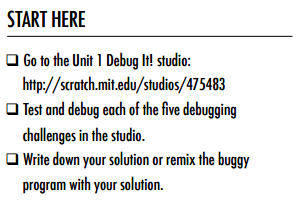 START HERE
❑ Go to the Unit 1 Debug It! studio:
http://scratch.mit.edu/studios/475483
❑ Test and debug each of the five debugging
challenges in the studio.
❑ Write down your solution or remix the buggy
program with your solution.